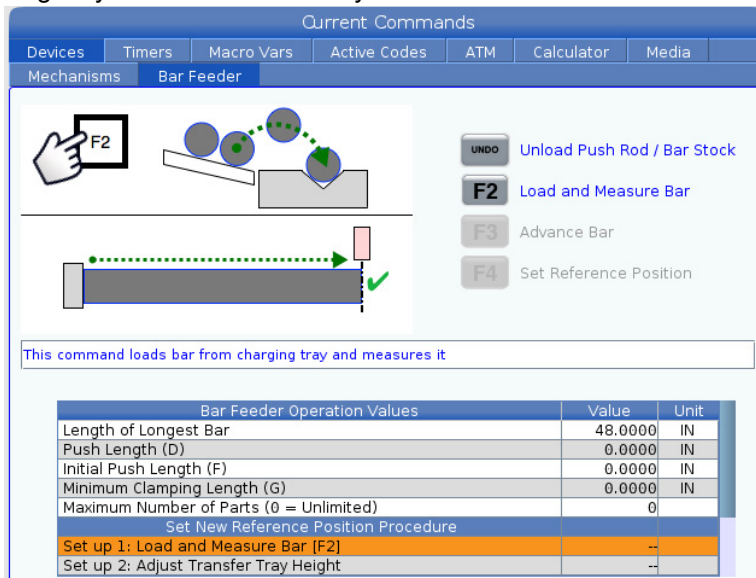 Current Commands
Devices Timers Macro Vars Active Codes ATM Calculator Media
Mechanisms Bar Feeder
F2
UNDO Unload Push Rod / Bar Stock
F2 Load and Measure Bar
F3 Advance Bar
F4 Set Reference Position
This command loads bar from charging tray and measures it
Bar Feeder Operation Values Value Unit
Length of Longest Bar 48.0000 IN
Push Length (D) 0.0000 IN
Initial Push Length (F) 0.0000 IN
Minimum Clamping Length (G) 0.0000 IN
Maximum Number of Parts (0 = Unlimited) 0
Set New Reference Position Procedure
Set up 1: Load and Measure Bar [F2] --
Set up 2: Adjust Transfer Tray Height --